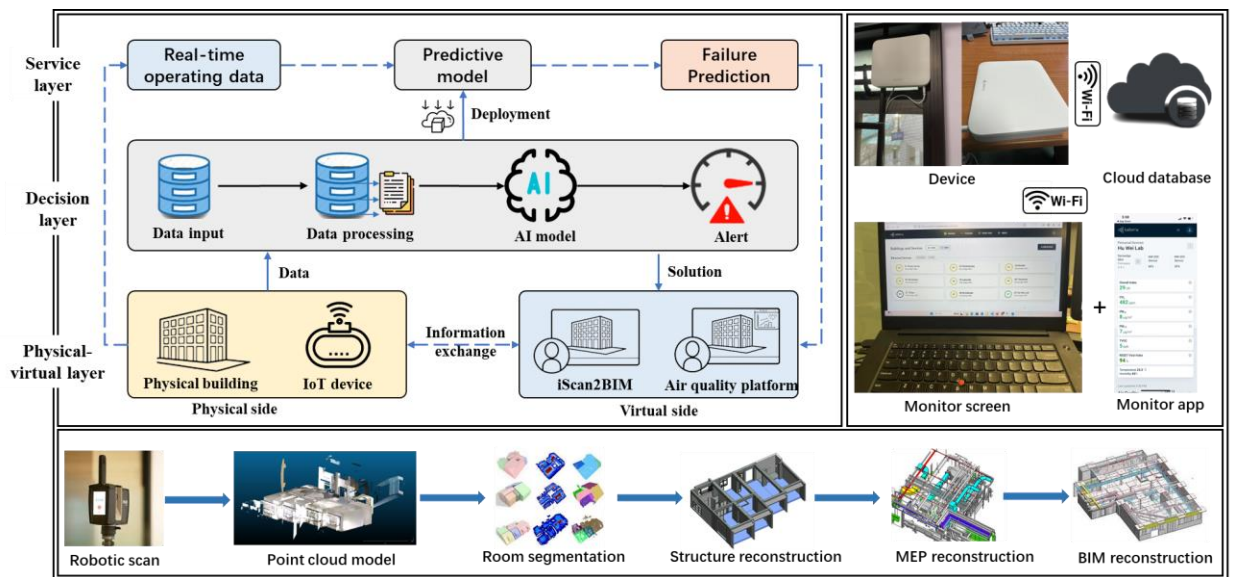 Service
layer
Real-time
operating data
Predictive
model
Failure
Prediction
Deployment
Decision
layer
AI
Data input
Data processing
AI model
Alert
Data
Solution
Physical-
virtual layer
Physical building
IoT device
Physical side
Information
exchange
iScan2BIM
Air quality platform
Virtual side
Device
Wi-Fi
Cloud database
Wi-Fi
Hu Wei Lab
Monitor screen
+
Monitor app
Robotic scan
Point cloud model
Room segmentation
Structure reconstruction
MEP reconstruction
BIM reconstruction